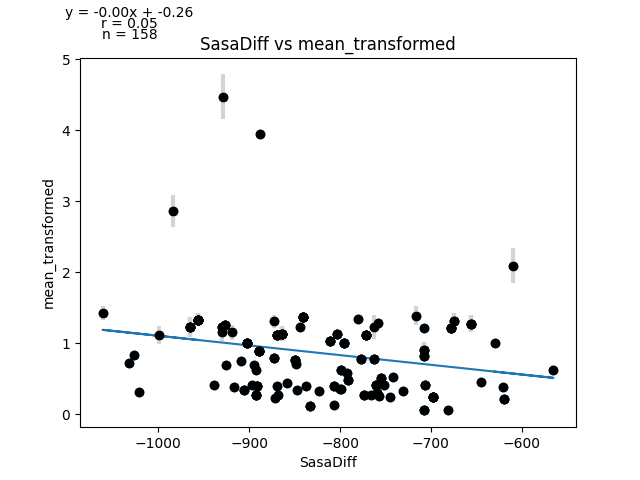 y = -0.00x + -0.26
r = 0.05
n = 158
SasaDiff vs mean_transformed
5
4
3
2
1
0
mean_transformed
−1000 −900 −800 −700 −600
SasaDiff